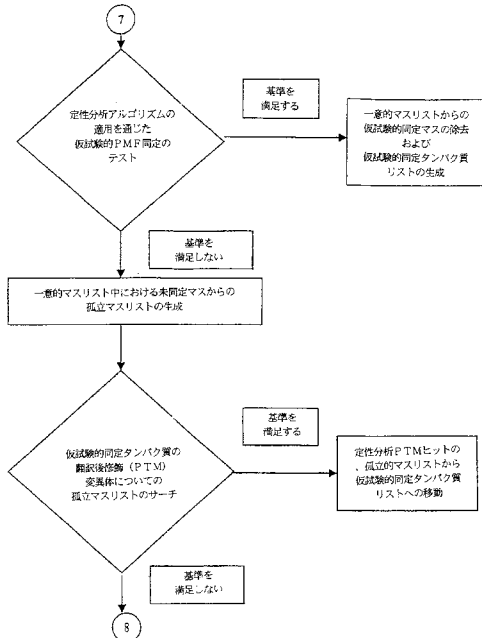 7
定性分析アルゴリズムの
適用を通じた
仮試験的PMF同定の
テスト
基準を
満足する
一意的マスリストからの
仮試験的同定マスの除去
および
仮試験的同定タンパク質
リストの生成
基準を
満足しない
一意的マスリスト中における未同定マスからの
孤立マスリストの生成
仮試験的同定タンパク質の
翻訳後修飾(PTM)
変異体についての
孤立マスリストのサーチ
基準を
満足する
定性分析PTMヒットの
、孤立的マスリストから
仮試験的同定タンパク質
リストへの移動
基準を
満足しない
8